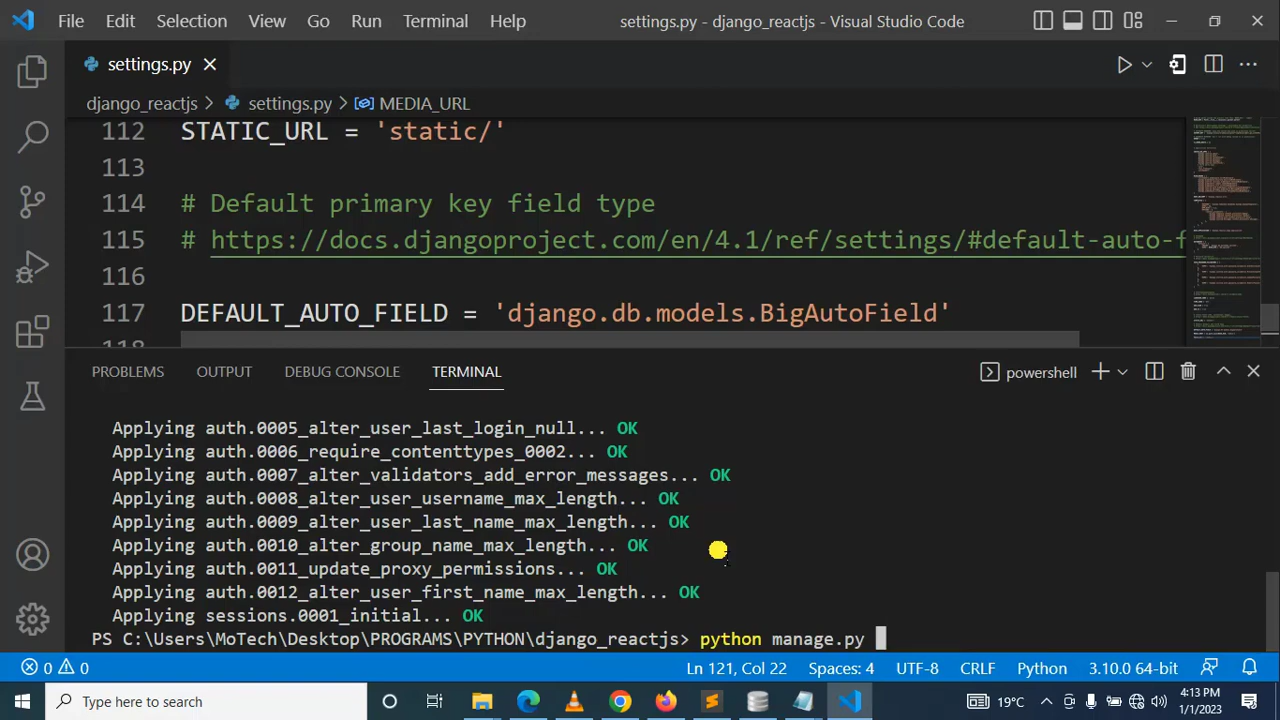 File Edit Selection View Go Run Terminal Help settings.py - django_reactjs - Visual Studio Code
settings.py
django_reactjs > settings.py > MEDIA_URL
112 STATIC_URL = 'static/'
113
114 # Default primary key field type
115 # https://docs.djangoproject.com/en/4.1/ref/settings/#default-auto-f
116
117 DEFAULT_AUTO_FIELD = 'django.db.models.BigAutoField
118
PROBLEMS OUTPUT DEBUG CONSOLE TERMINAL powershell
Applying auth.0005_alter_user_last_login_null... OK
Applying auth.0006_require_contenttypes_0002... OK
Applying auth.0007_alter_validators_add_error_messages... OK
Applying auth.0008_alter_user_username_max_length... OK
Applying auth.0009_alter_user_last_name_max_length... OK
Applying auth.0010_alter_group_name_max_length... OK
Applying auth.0011_update_proxy_permissions... OK
Applying auth.0012_alter_user_first_name_max_length... OK
Applying sessions.0001_initial... OK
PS C:\Users\MoTech\Desktop\PROGRAMS\PYTHON\django_reactjs> python manage.py
0 0 Ln 121, Col 22 Spaces: 4 UTF-8 CRLF Python 3.10.0 64-bit
Type here to search 19°C 4:13 PM
1/1/2023